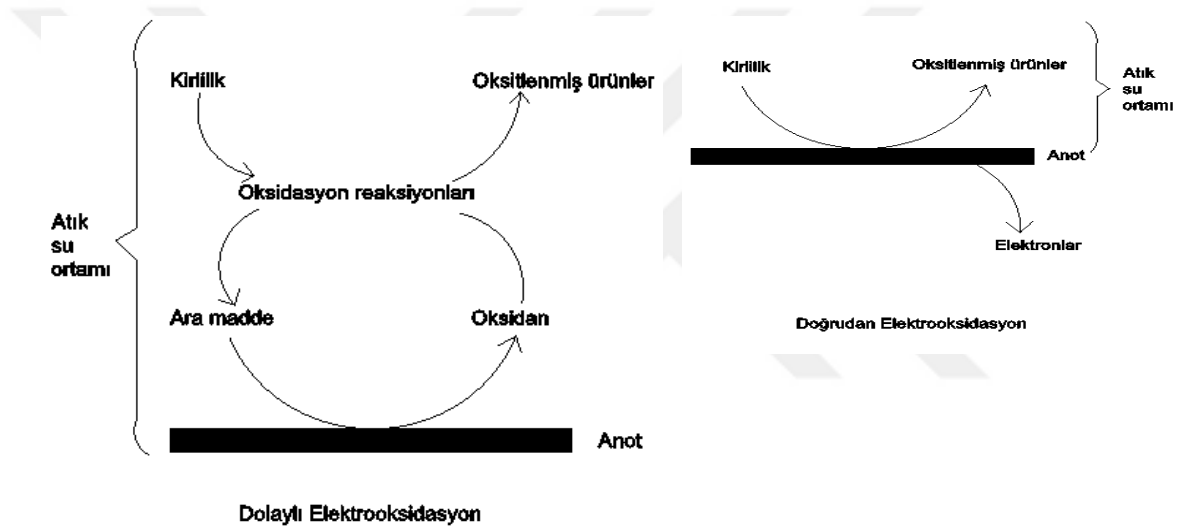 Kirlilik
Oksitlenmiş ürünler
Oksidasyon reaksiyonları
Atık
su
ortamı
Ara madde
Oksidan
Anot
Dolaylı Elektrooksidasyon
Kirlilik
Oksitlenmiş ürünler
Atık
su
ortamı
Anot
Elektronlar
Doğrudan Elektrooksidasyon